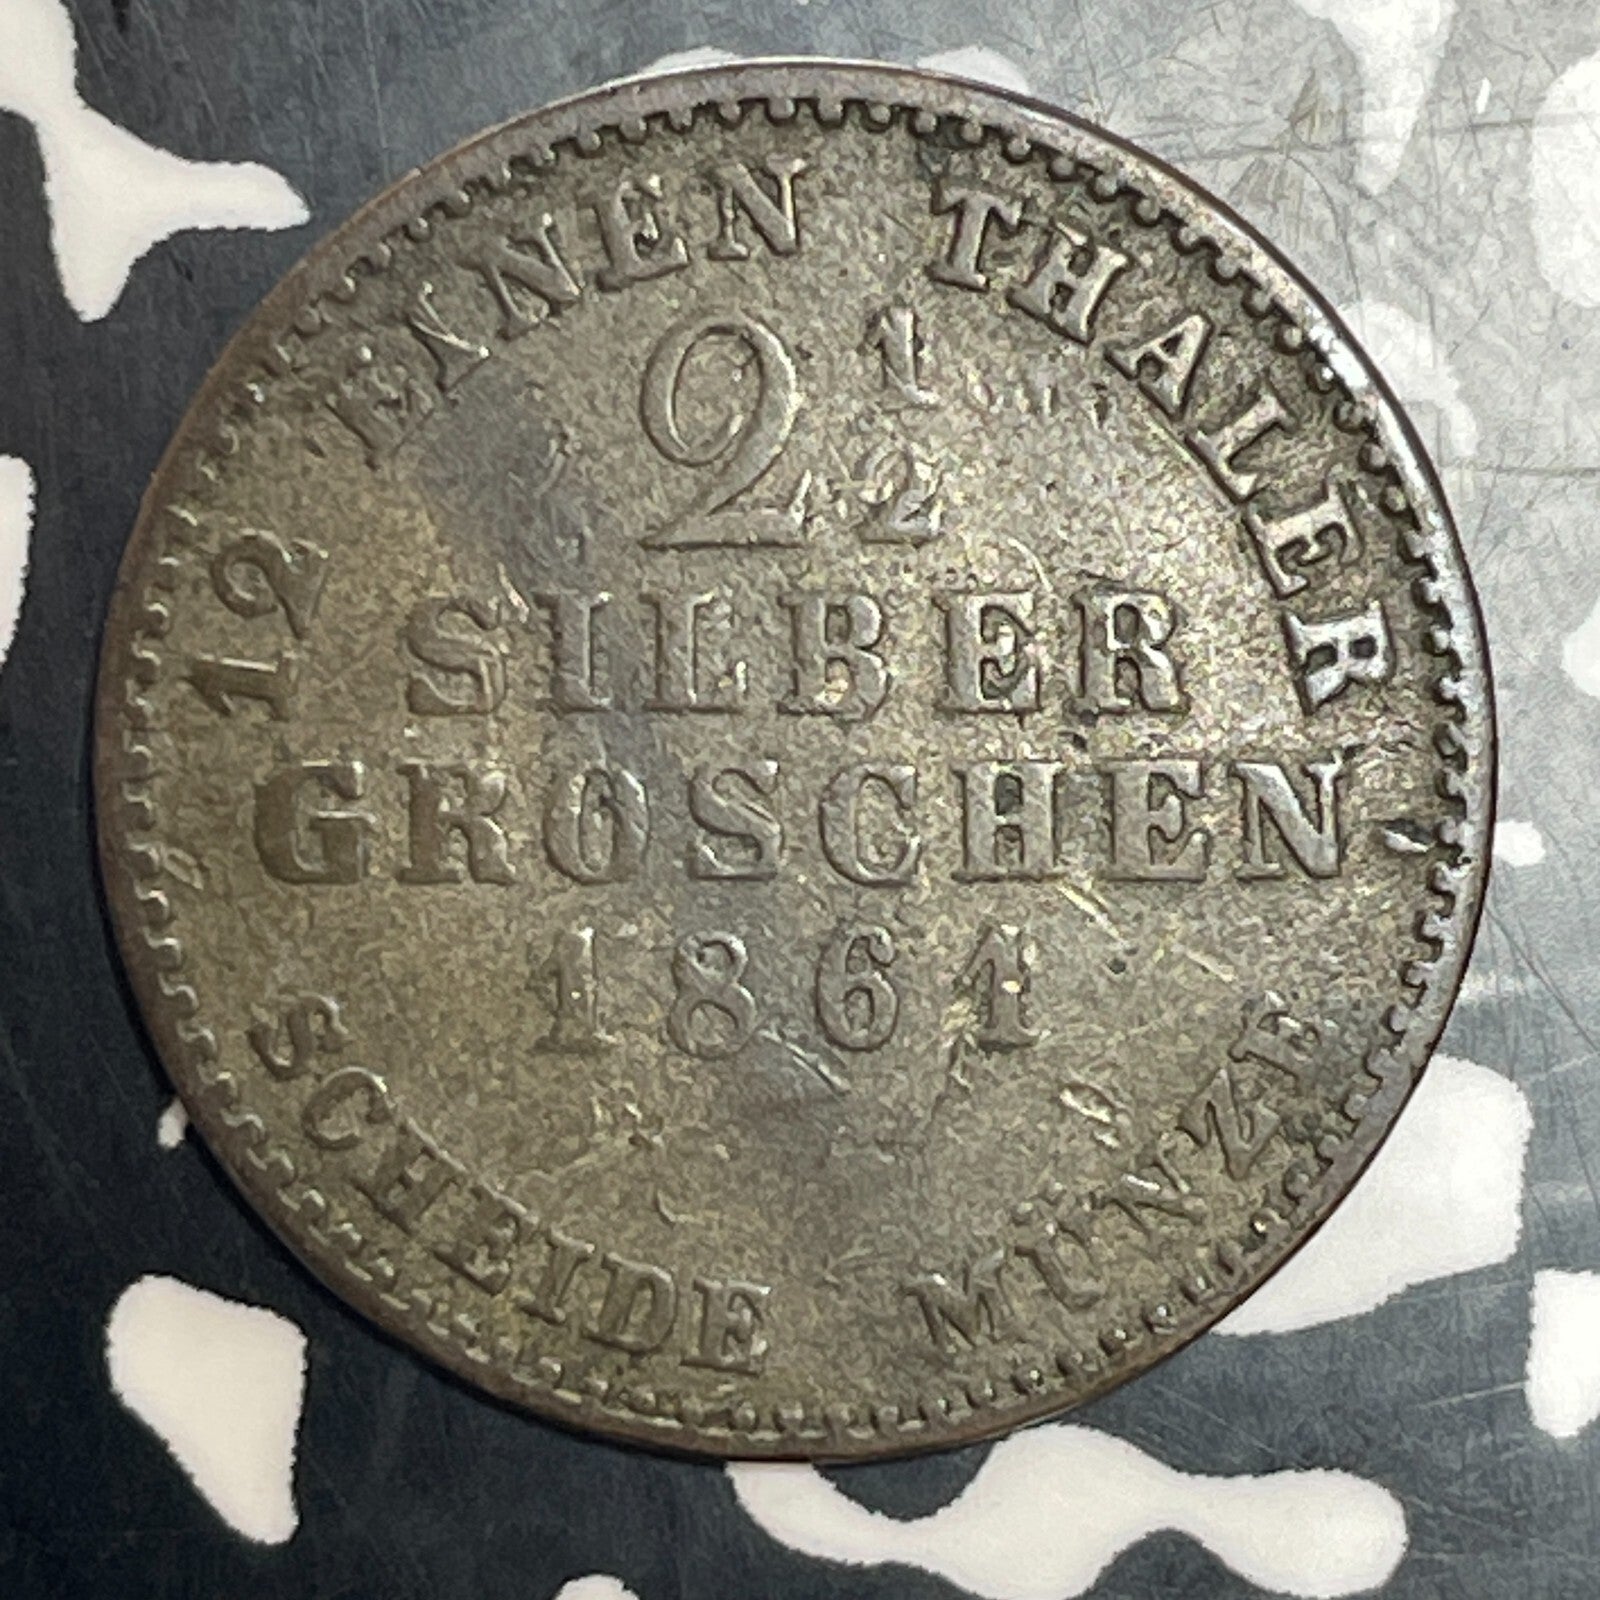 12 EINEN THALER
2 1/2
SILBER
GROSCHEN
1861
SCHEIDE MÜNZE